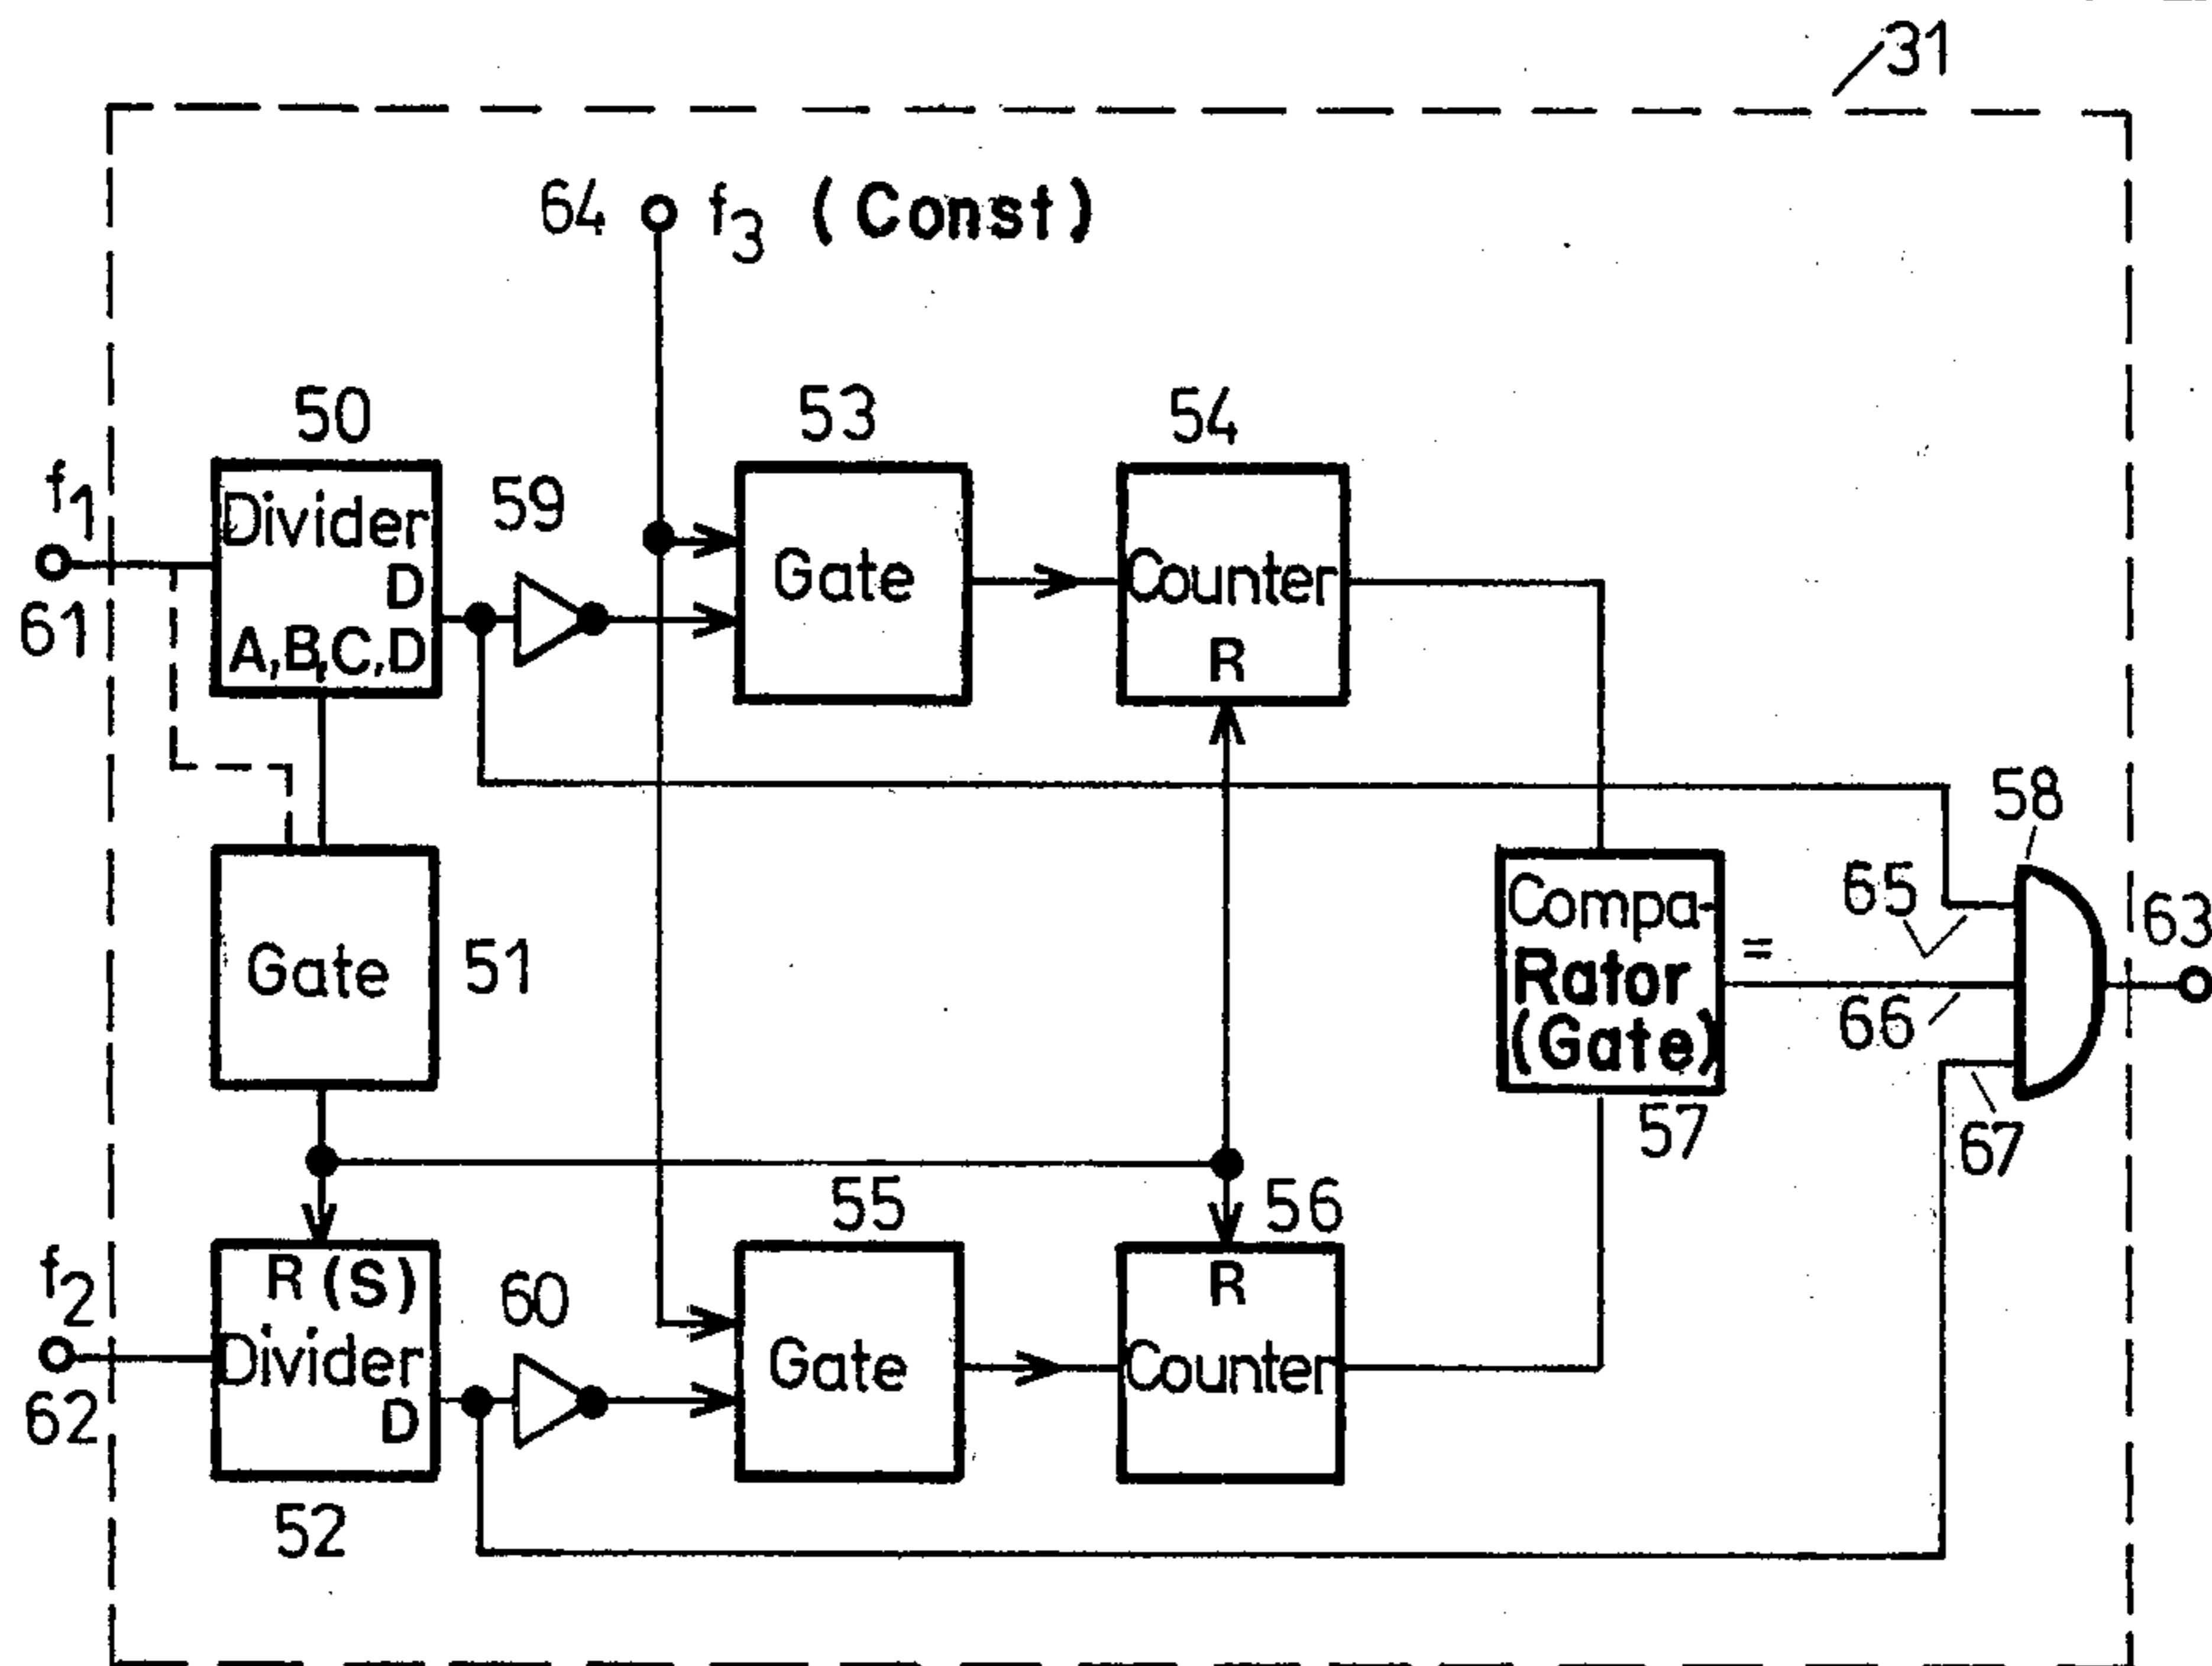 31
64 f3 (Const)
50
53
54
59
f1
Divider
D
A,B,C,D
61
Gate
Counter
R
58
65
63
Compa-
Rator
(Gate)
=
66
Gate
51
57
67
55
56
f2
R (S)
Divider
D
62
60
Gate
R
Counter
52